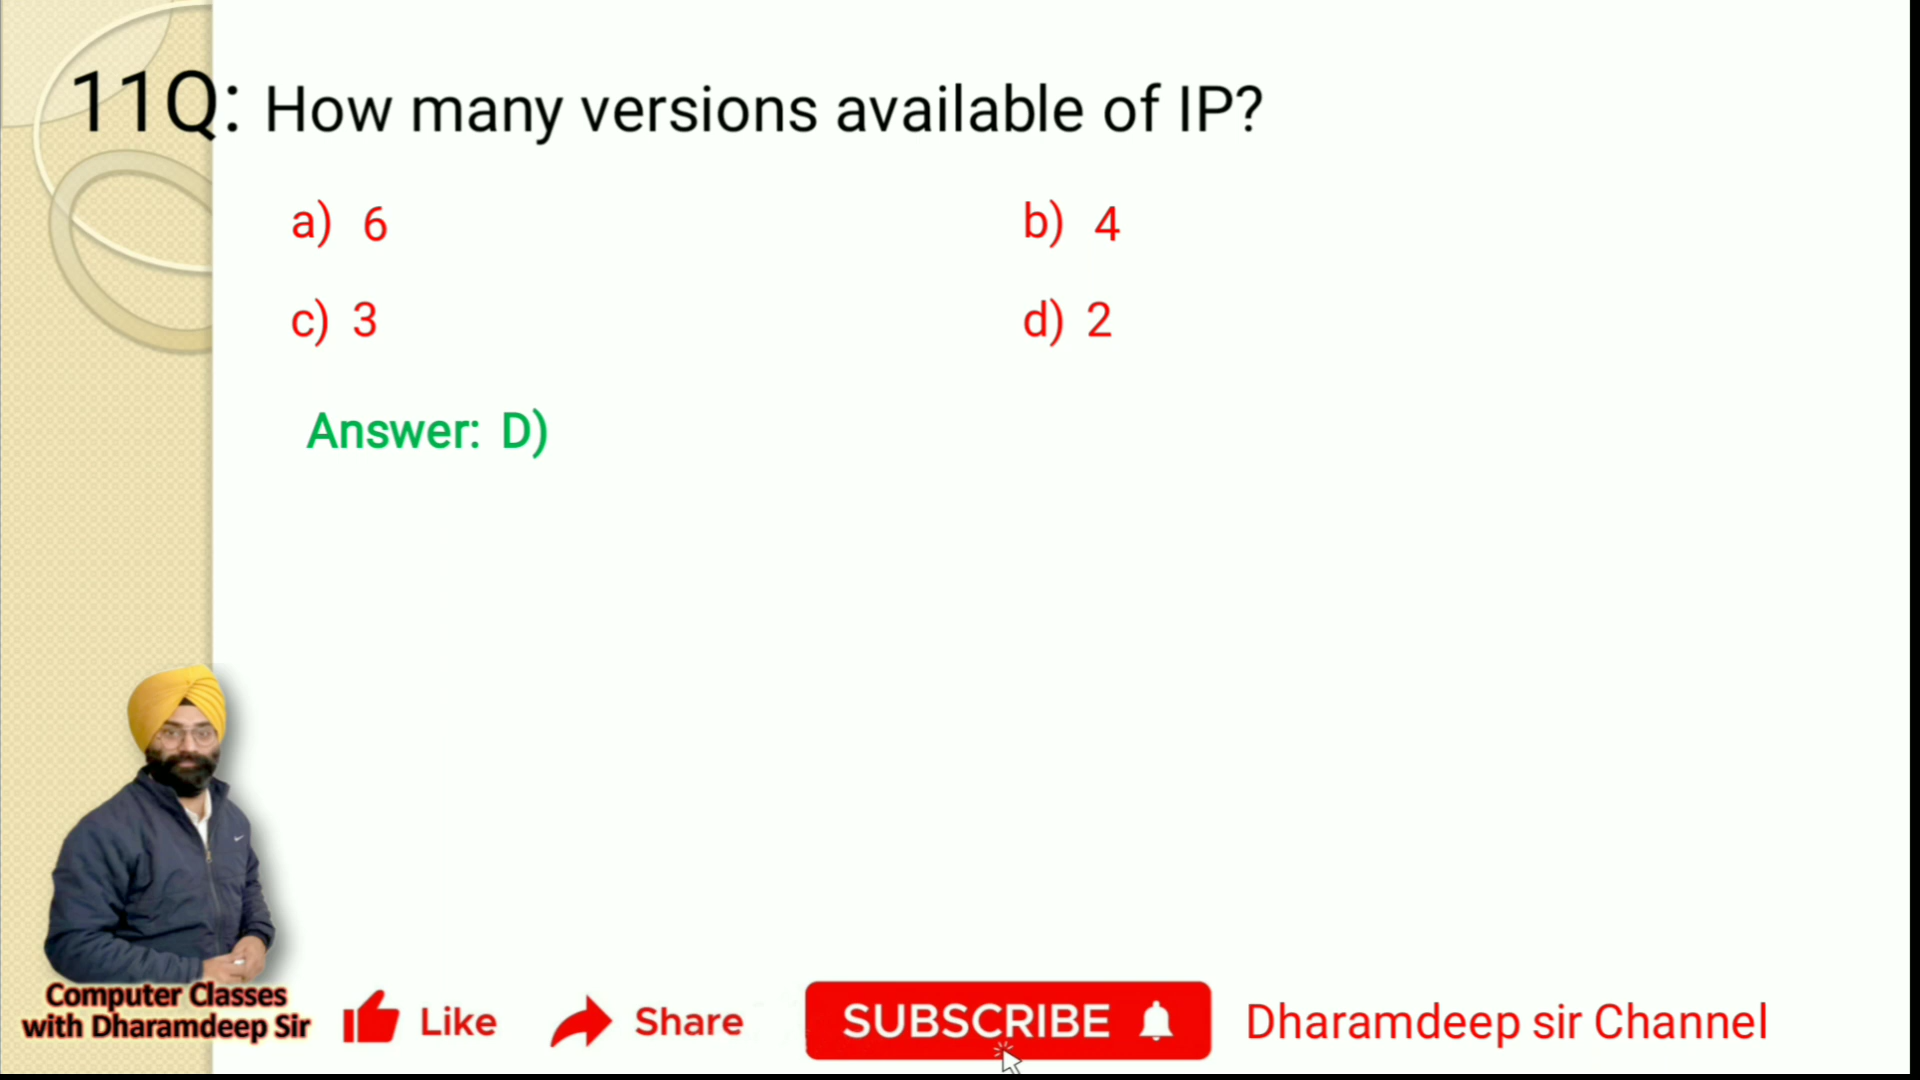 11Q: How many versions available of IP?
a) 6
b) 4
c) 3
d) 2
Answer: D)
Computer Classes
with Dharamdeep Sir
Like
Share
SUBSCRIBE
Dharamdeep sir Channel